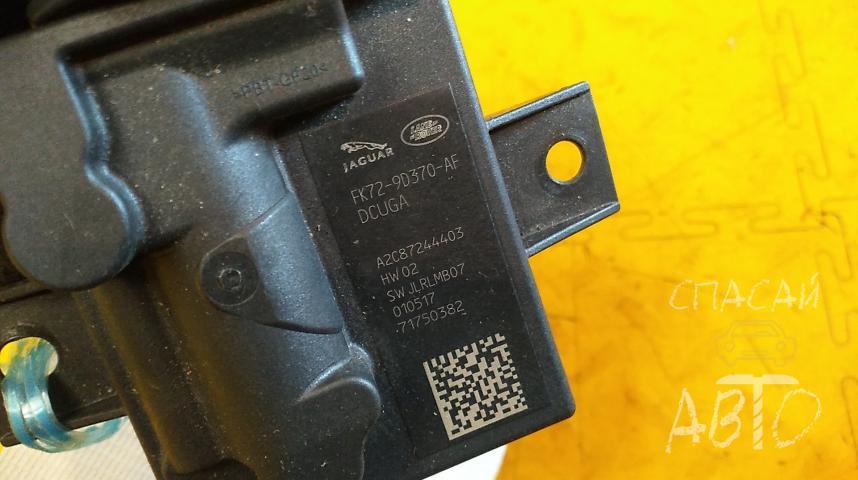 >PBT-GF30<
JAGUAR
LAND ROVER
FK72-9D370-AF
DCUGA
A2C87244403
HW 02
SW JLRLMB07
010517
71750382
СПАСАЙ
АВТО